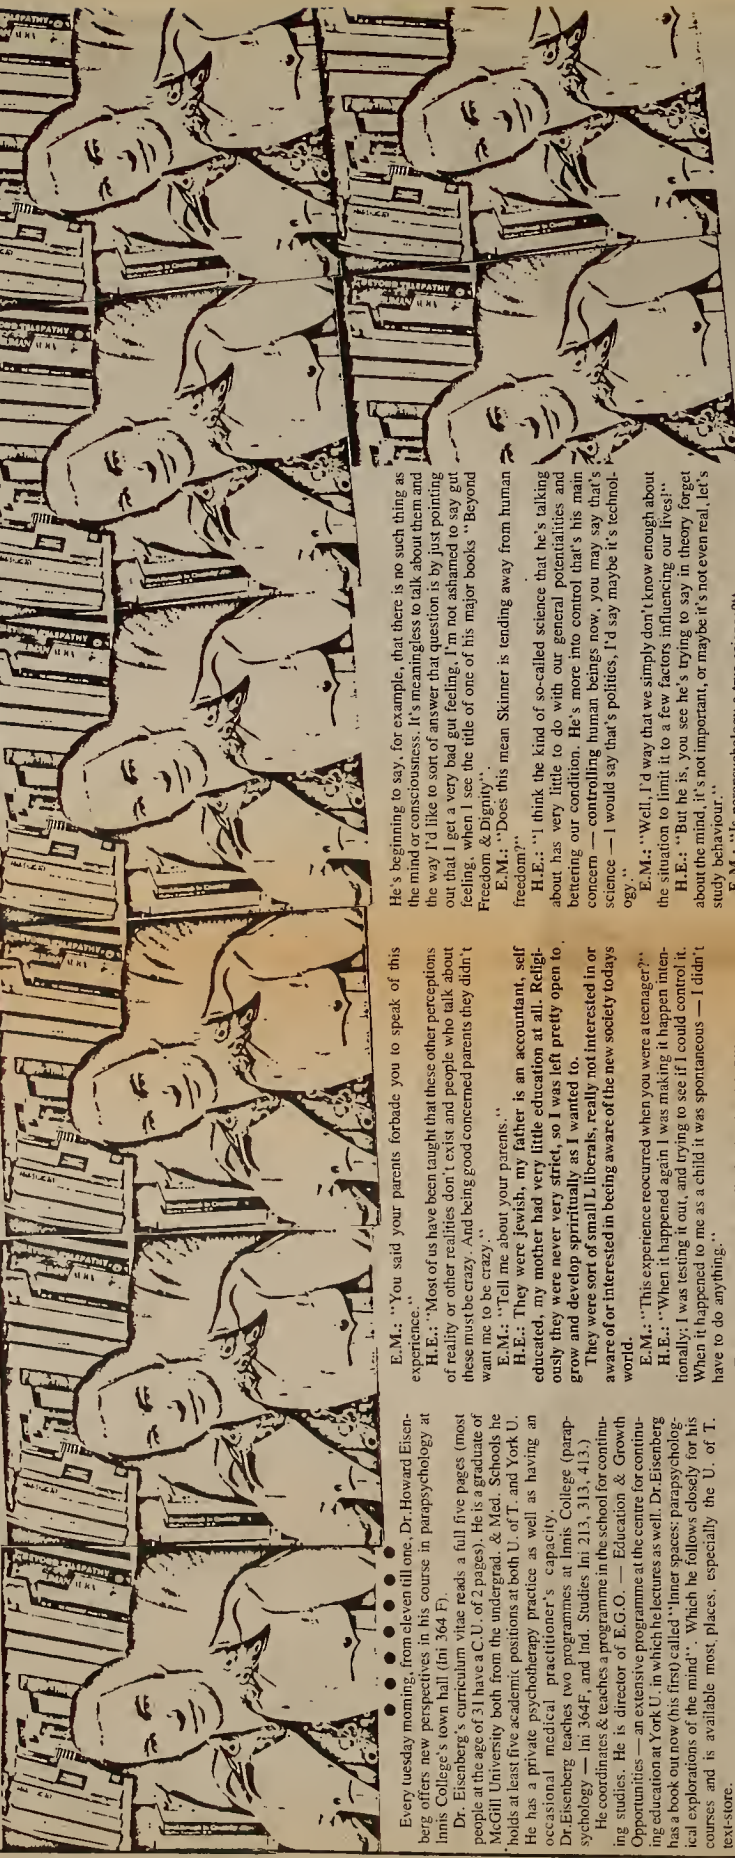 Every tuesday morning, from eleven till one, Dr. Howard Eisen-
berg offers new perspectives in his course in parapsychology at
Innis College's town hall (Ini 364 F).
Dr. Eisenberg's curriculum vitae reads a full five pages (most
people at the age of 31 have a C.U. of 2 pages). He is a graduate of
McGill University both from the undergrad. & Med. Schools he
holds at least five academic positions at both U. of T. and York U.
He has a private psychotherapy practice as well as having an
occasional medical practitioner's capacity.
Dr. Eisenberg teaches two programmes at Innis College (parap-
sychology — Ini 364F, and Ind. Studies Ini 213, 313, 413.)
He coordinates & teaches a programme in the school for continu-
ing studies. He is director of E.G.O. — Education & Growth
Opportunities — an extensive programme at the centre for continu-
ing education at York U. in which he lectures as well. Dr. Eisenberg
has a book out now (his first) called "Inner spaces: parapsycholog-
ical explorations of the mind". Which he follows closely for his
courses and is available most, places, especially the U. of T.
text-store.
E.M.: "You said your parents forbade you to speak of this
experience."
H.E.: "Most of us have been taught that these other perceptions
of reality or other realities don't exist and people who talk about
these must be crazy. And being good concerned parents they didn't
want me to be crazy."
E.M.: "Tell me about your parents."
H.E.: They were jewish, my father is an accountant, self
educated, my mother had very little education at all. Religi-
ously they were never very strict, so I was left pretty open to
grow and develop spriritually as I wanted to.
They were sort of small L liberals, really not interested in or
aware of or interested in beeing aware of the new society todays
world.
E.M.: "This experience reocurred when you were a teenager?"
H.E.: "When it happened again I was making it happen inten-
tionally; I was testing it out, and trying to see if I could control it.
When it happened to me as a child it was spontaneous — I didn't
have to do anything."
He's beginning to say, for example, that there is no such thing as
the mind or consciousness. It's meaningless to talk about them and
the way I'd like to sort of answer that question is by just pointing
out that I get a very bad gut feeling, I'm not ashamed to say gut
feeling, when I see the title of one of his major books "Beyond
Freedom & Dignity".
E.M.: "Does this mean Skinner is tending away from human
freedom?"
H.E.: "I think the kind of so-called science that he's talking
about has very little to do with our general potentialities and
bettering our condition. He's more into control that's his main
concern — controlling human beings now, you may say that's
science — I would say that's politics, I'd say maybe it's technol-
ogy."
E.M.: "Well, I'd way that we simply don't know enough about
the situation to limit it to a few factors influencing our lives!"
H.E.: "But he is, you see he's trying to say in theory forget
about the mind, it's not important, or maybe it's not even real, let's
study behaviour."
BEYOND TELEPATHY